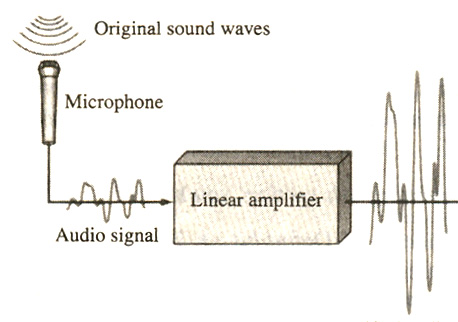 Original sound waves
Microphone
Linear amplifier
Audio signal